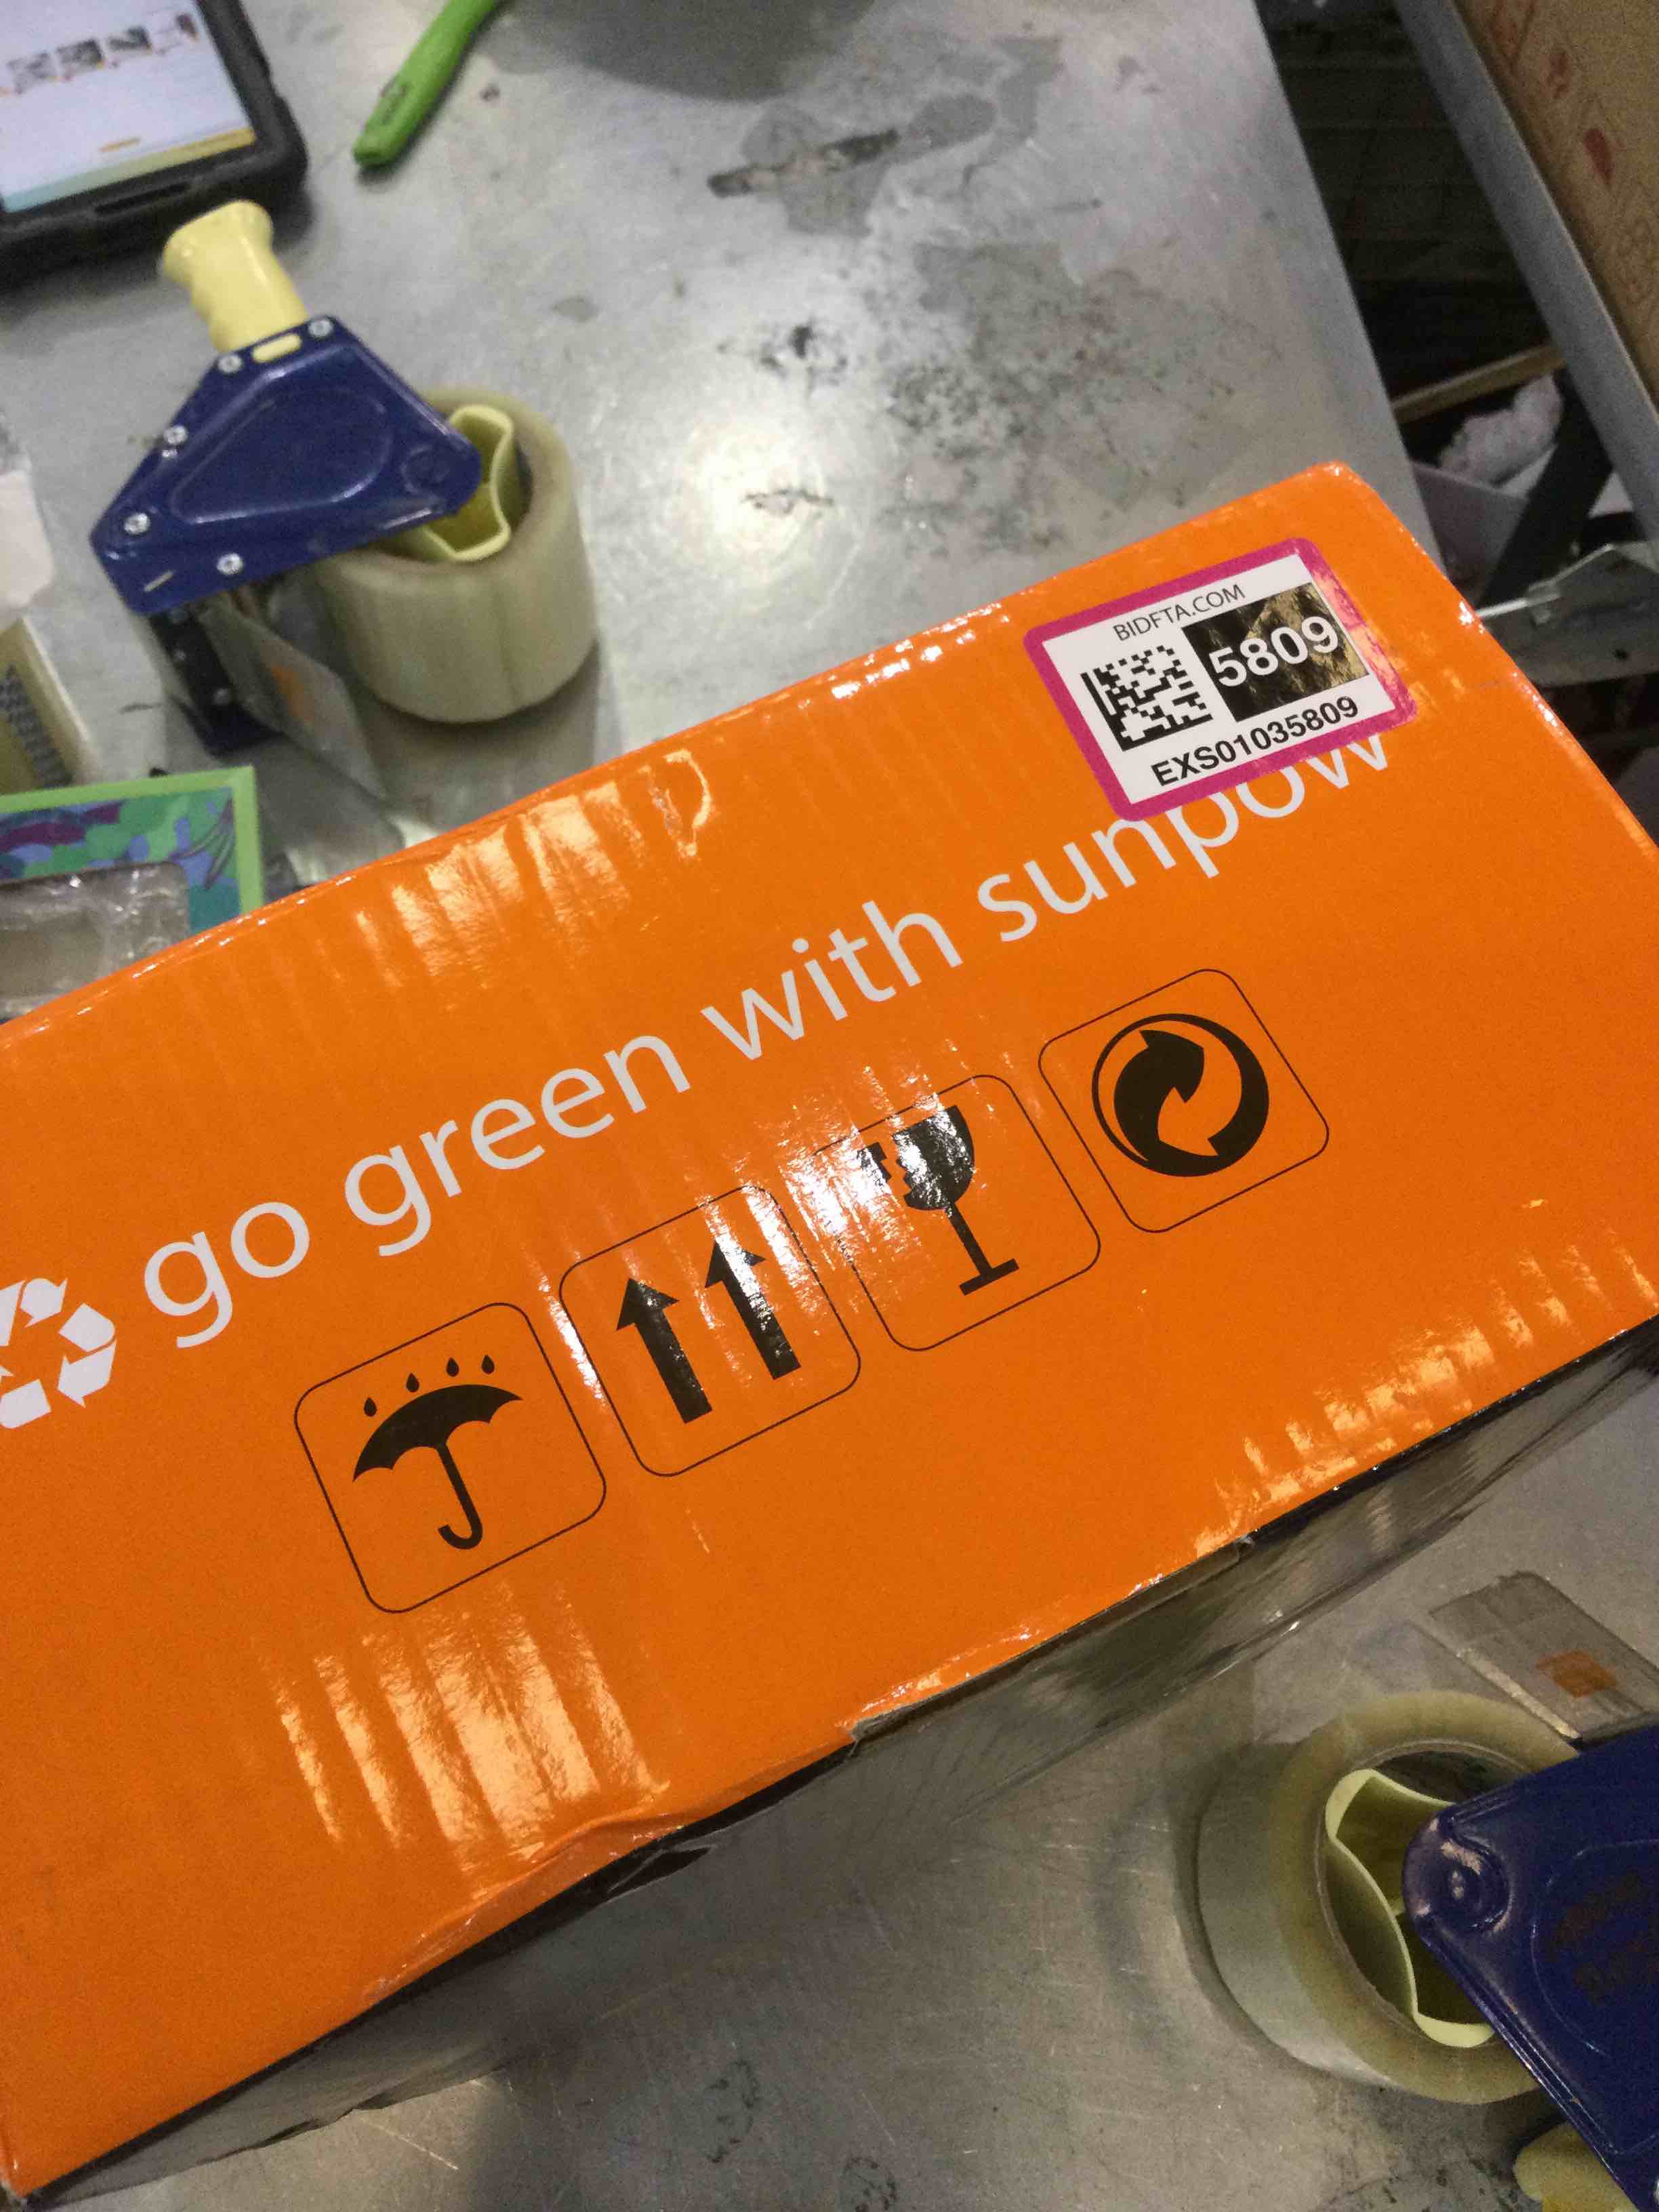 BIDFTA.COM
5809
EXS01035809
go green with sunpow